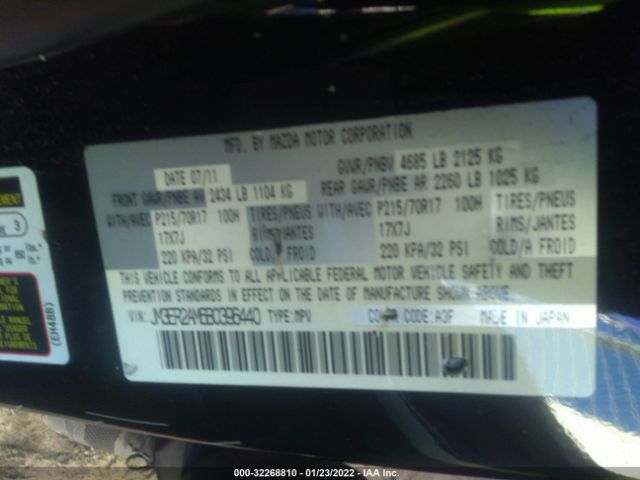 MFD. BY MAZDA MOTOR CORPORATION
DATE 07/11
GVWR/PNBV 4685 LB 2125 KG
FRONT GAWR/PNBE AV 2434 LB 1104 KG
REAR GAWR/PNBE AR 2260 LB 1025 KG
WITH/AVEC P215/70R17 100H TIRES/PNEUS
17X7J RIMS/JANTES
220 KPA/32 PSI COLD/A FROID
WITH/AVEC P215/70R17 100H TIRES/PNEUS
17X7J RIMS/JANTES
220 KPA/32 PSI COLD/A FROID
THIS VEHICLE CONFORMS TO ALL APPLICABLE FEDERAL MOTOR VEHICLE SAFETY AND THEFT
PREVENTION STANDARDS IN EFFECT ON THE DATE OF MANUFACTURE SHOWN ABOVE.
VIN: JM3ER2AM6B0396440 TYPE: MPV COLOR CODE: A3F MADE IN JAPAN
3
(EH4BB)
000-32268810 - 01/23/2022 - IAA Inc.